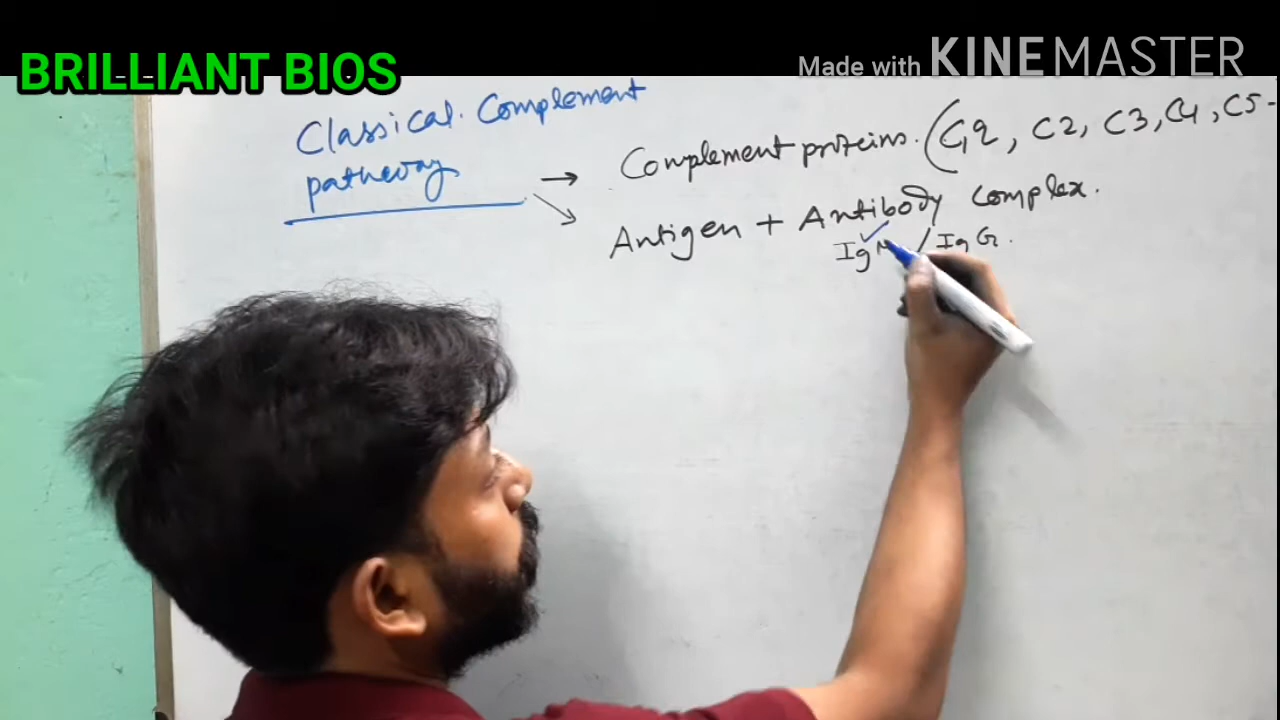 BRILLIANT BIOS
Made with KINEMASTER
Classical Complement
pathway
→ Complement proteins. (C1q, C2, C3, C4, C5-
Antigen + Antibody Complex.
IgM / IgG.